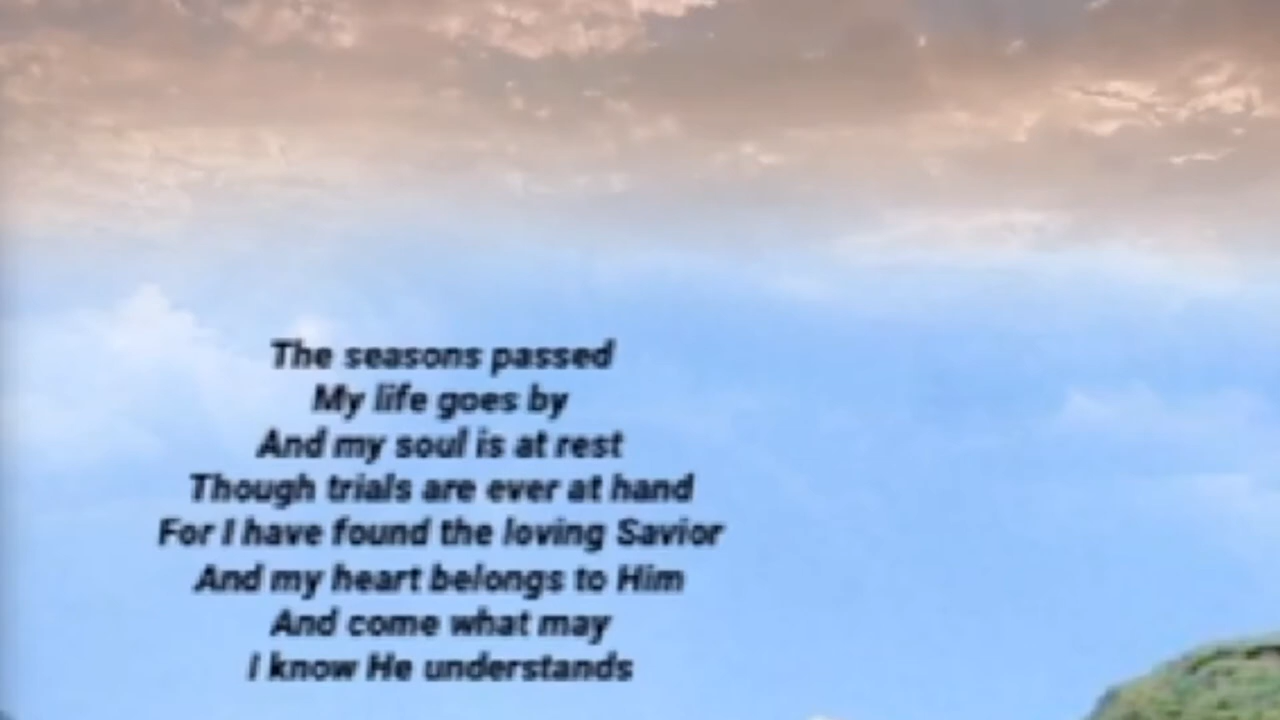 The seasons passed
My life goes by
And my soul is at rest
Though trials are ever at hand
For I have found the loving Savior
And my heart belongs to Him
And come what may
I know He understands